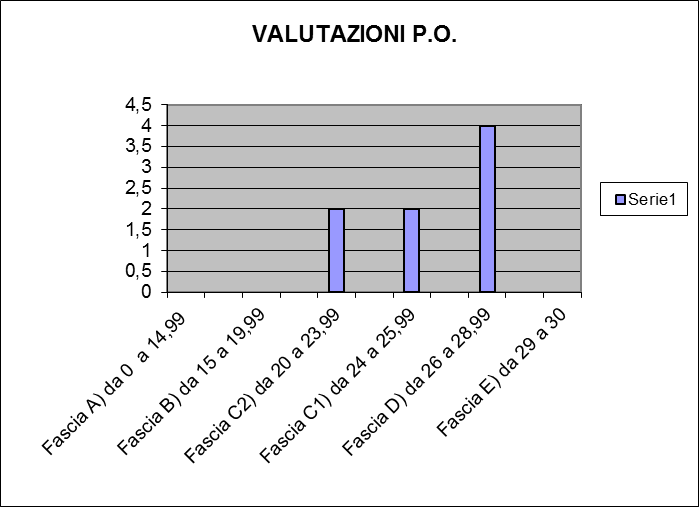 VALUTAZIONI P.O.
4,5
4
3,5
3
2,5
2
1,5
1
0,5
0
Fascia A) da 0  a 14,99
Fascia B) da 15 a 19,99
Fascia C2) da 20 a 23,99
Fascia C1) da 24 a 25,99
Fascia D) da 26 a 28,99
Fascia E) da 29 a 30
Serie1